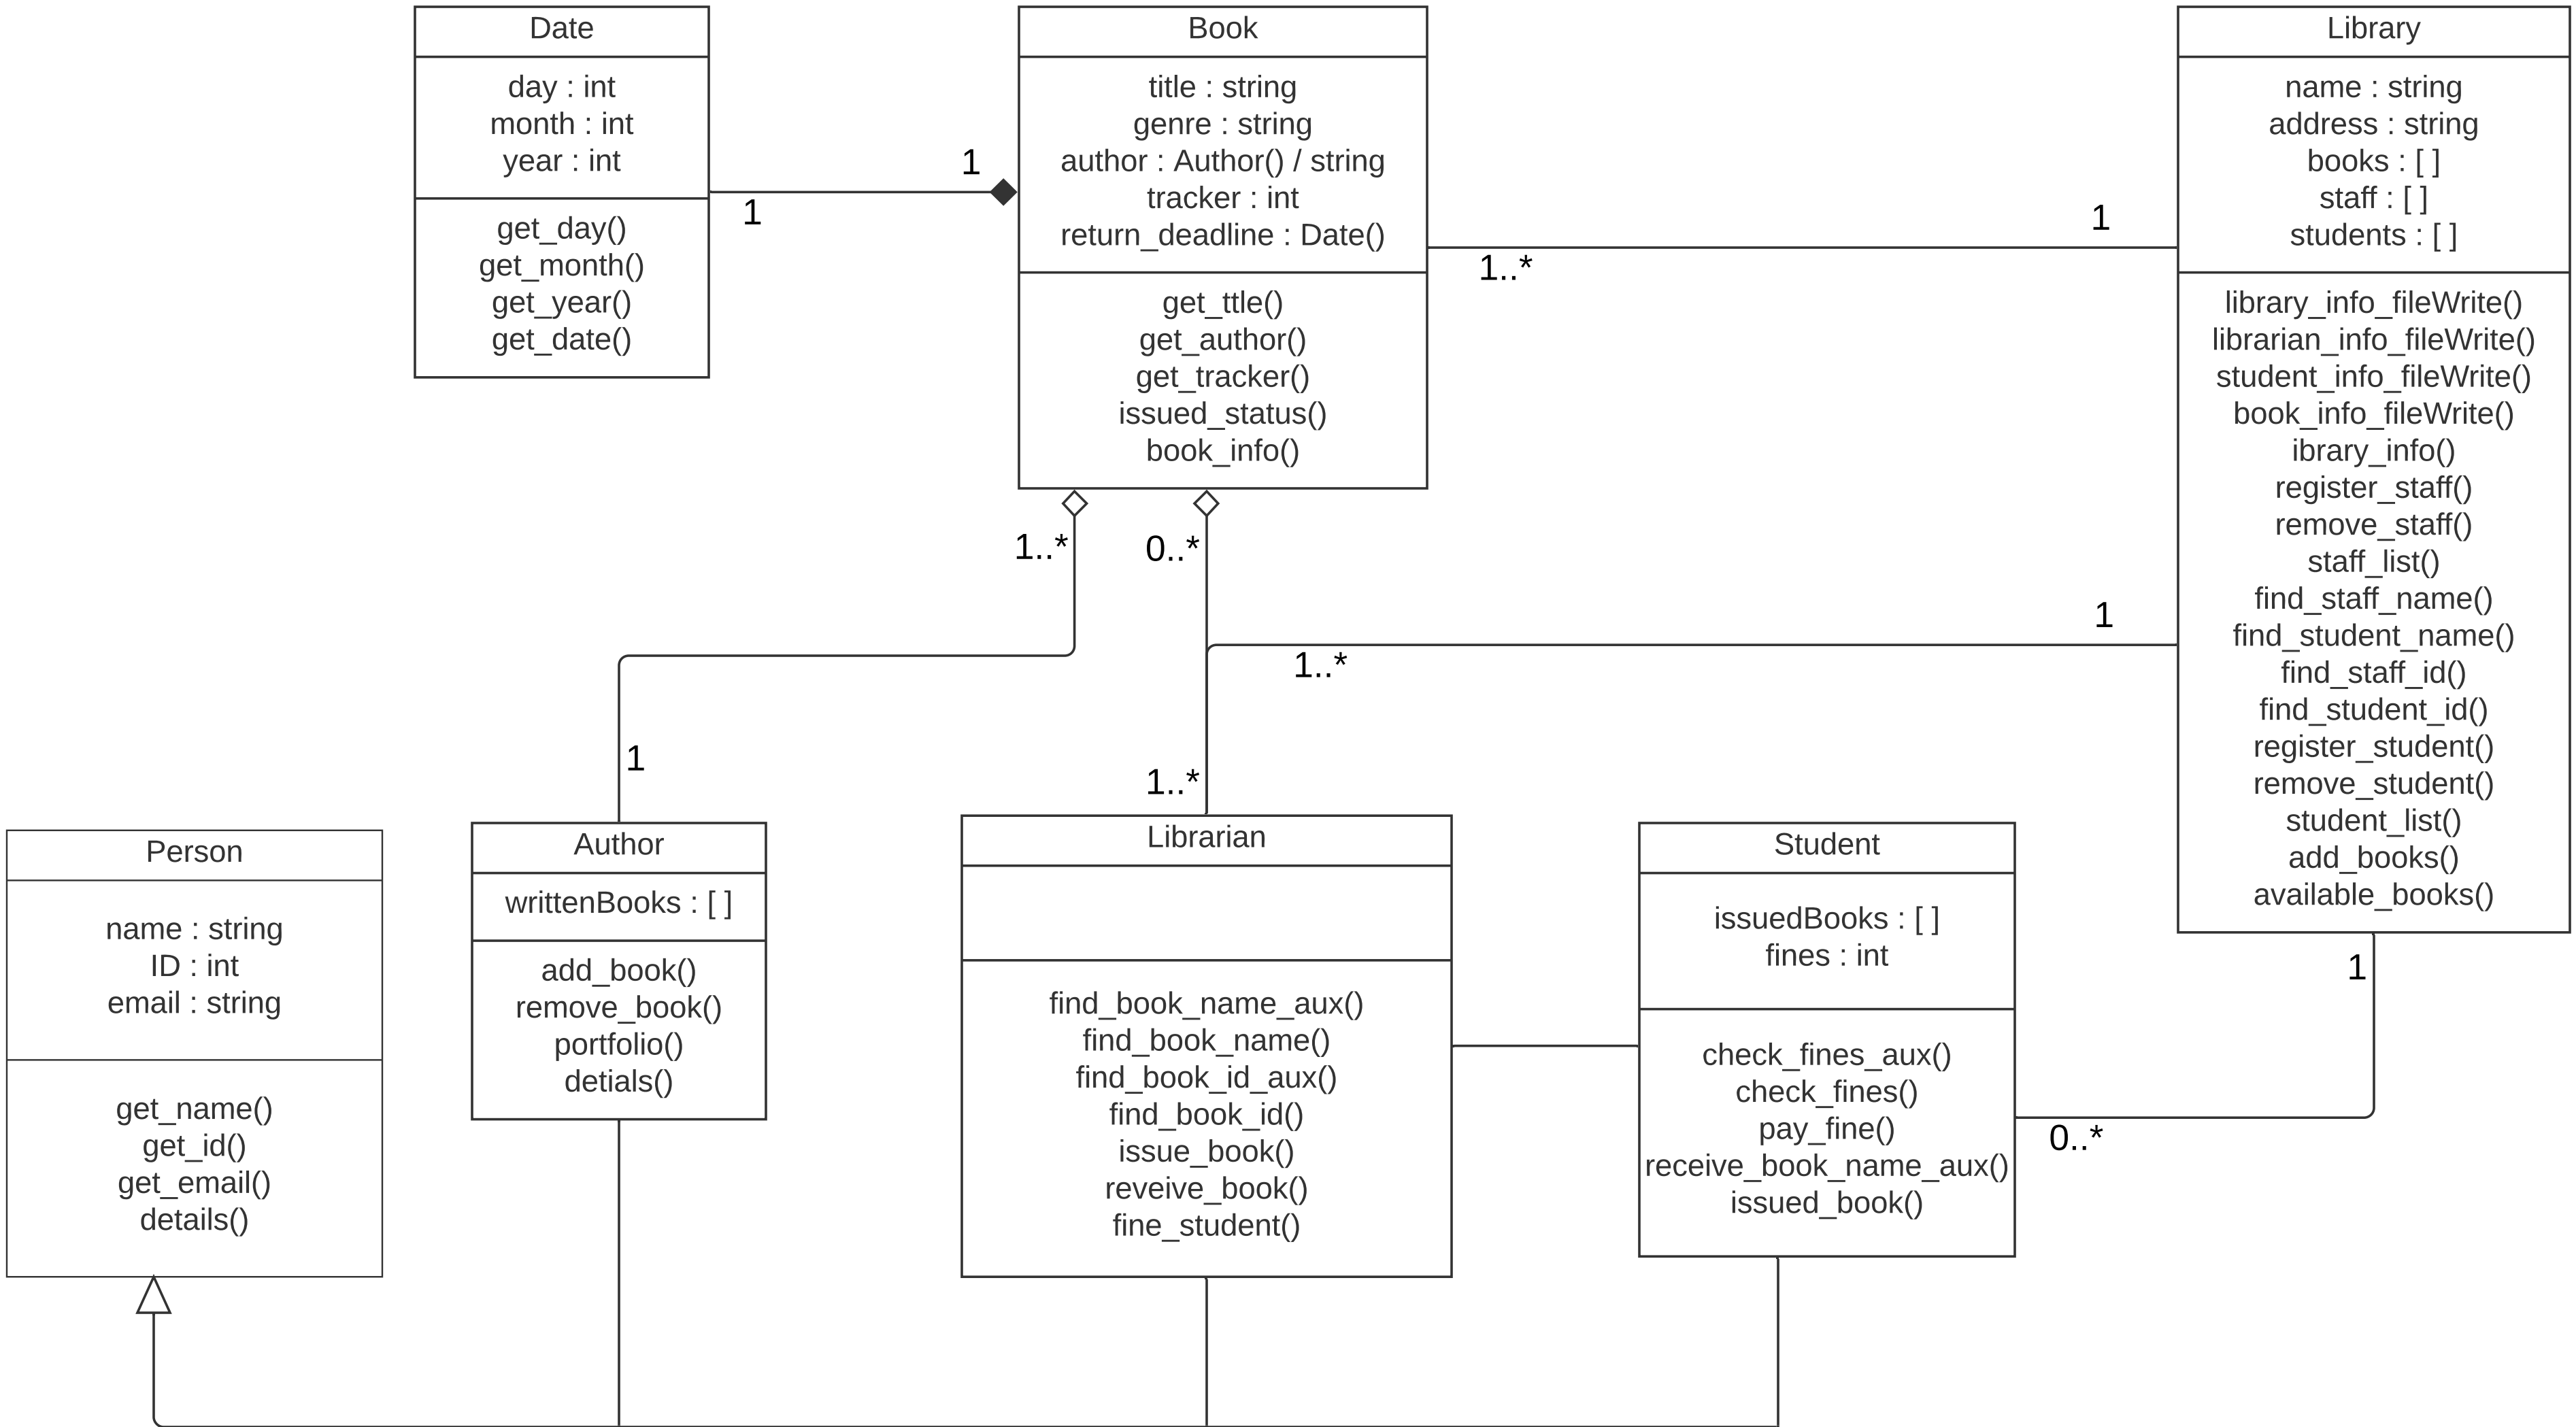 Date
day : int
month : int
year : int
get_day()
get_month()
get_year()
get_date()
1
1
Book
title : string
genre : string
author : Author() / string
tracker : int
return_deadline : Date()
get_ttle()
get_author()
get_tracker()
issued_status()
book_info()
1
1..*
Library
name : string
address : string
books : [ ]
staff : [ ]
students : [ ]
library_info_fileWrite()
librarian_info_fileWrite()
student_info_fileWrite()
book_info_fileWrite()
ibrary_info()
register_staff()
remove_staff()
staff_list()
find_staff_name()
find_student_name()
find_staff_id()
find_student_id()
register_student()
remove_student()
student_list()
add_books()
available_books()
1..*
0..*
1
1..*
1
1..*
Person
name : string
ID : int
email : string
get_name()
get_id()
get_email()
details()
Author
writtenBooks : [ ]
add_book()
remove_book()
portfolio()
detials()
Librarian
find_book_name_aux()
find_book_name()
find_book_id_aux()
find_book_id()
issue_book()
reveive_book()
fine_student()
Student
issuedBooks : [ ]
fines : int
check_fines_aux()
check_fines()
pay_fine()
receive_book_name_aux()
issued_book()
1
0..*